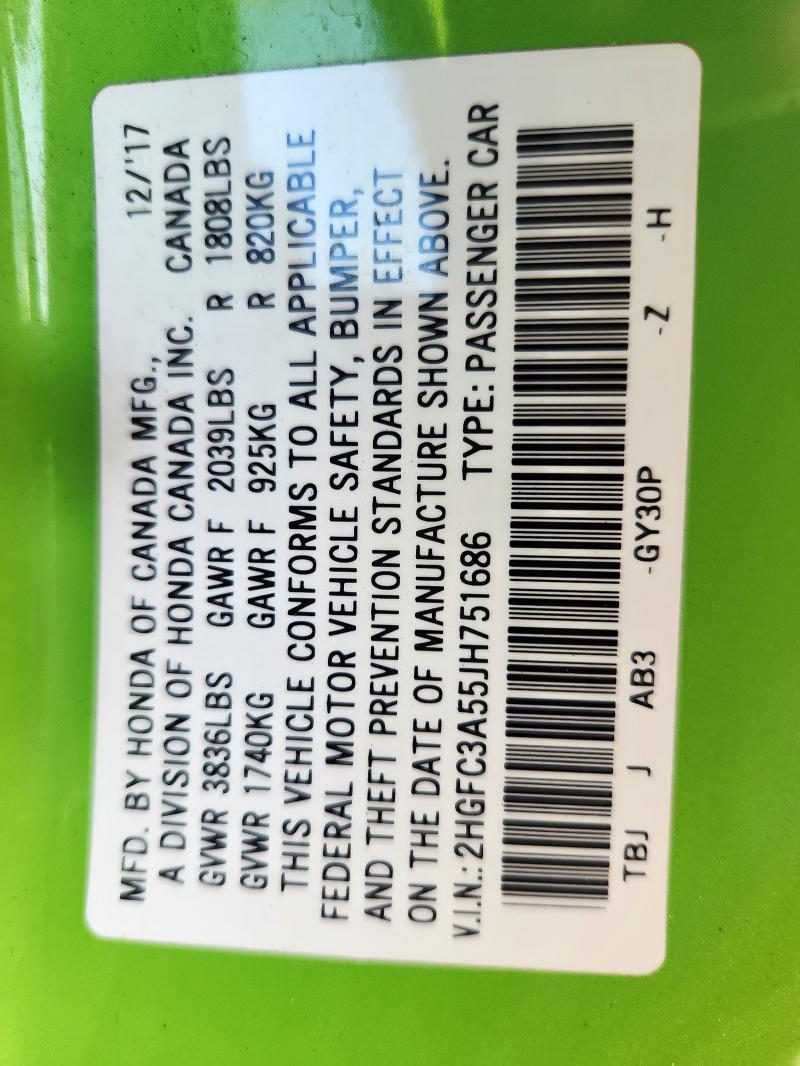 MFD. BY HONDA OF CANADA MFG., 12/'17
A DIVISION OF HONDA CANADA INC. CANADA
GVWR 3836LBS GAWR F 2039LBS R 1808LBS
GVWR 1740KG GAWR F 925KG R 820KG
THIS VEHICLE CONFORMS TO ALL APPLICABLE
FEDERAL MOTOR VEHICLE SAFETY, BUMPER,
AND THEFT PREVENTION STANDARDS IN EFFECT
ON THE DATE OF MANUFACTURE SHOWN ABOVE.
V.I.N.: 2HGFC3A55JH751686 TYPE: PASSENGER CAR
TBJ J AB3 -GY30P -Z -H